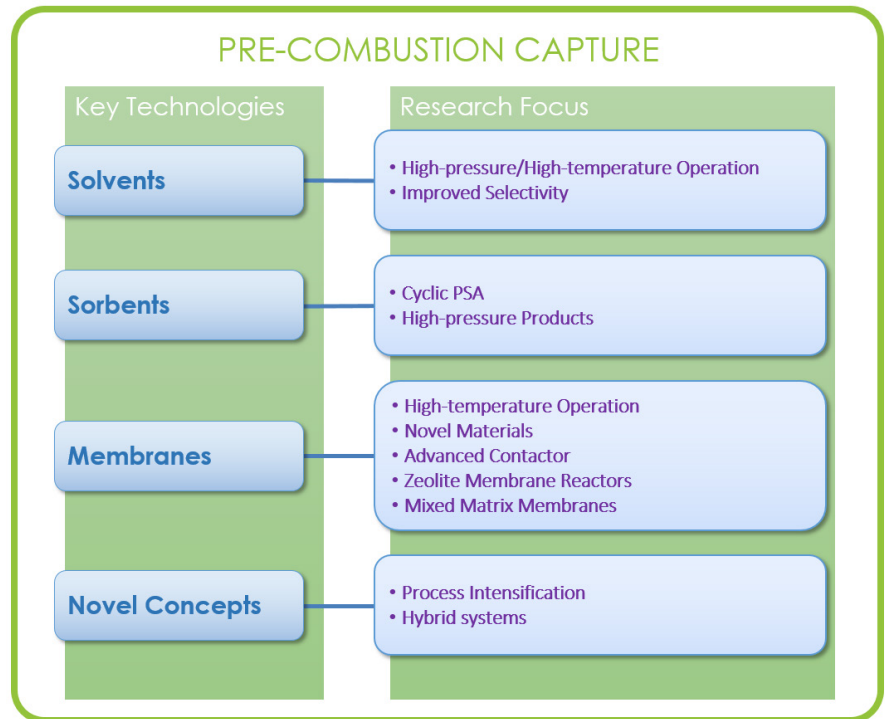 PRE-COMBUSTION CAPTURE
Key Technologies
Research Focus
Solvents
• High-pressure/High-temperature Operation
• Improved Selectivity
Sorbents
• Cyclic PSA
• High-pressure Products
Membranes
• High-temperature Operation
• Novel Materials
• Advanced Contactor
• Zeolite Membrane Reactors
• Mixed Matrix Membranes
Novel Concepts
• Process Intensification
• Hybrid systems